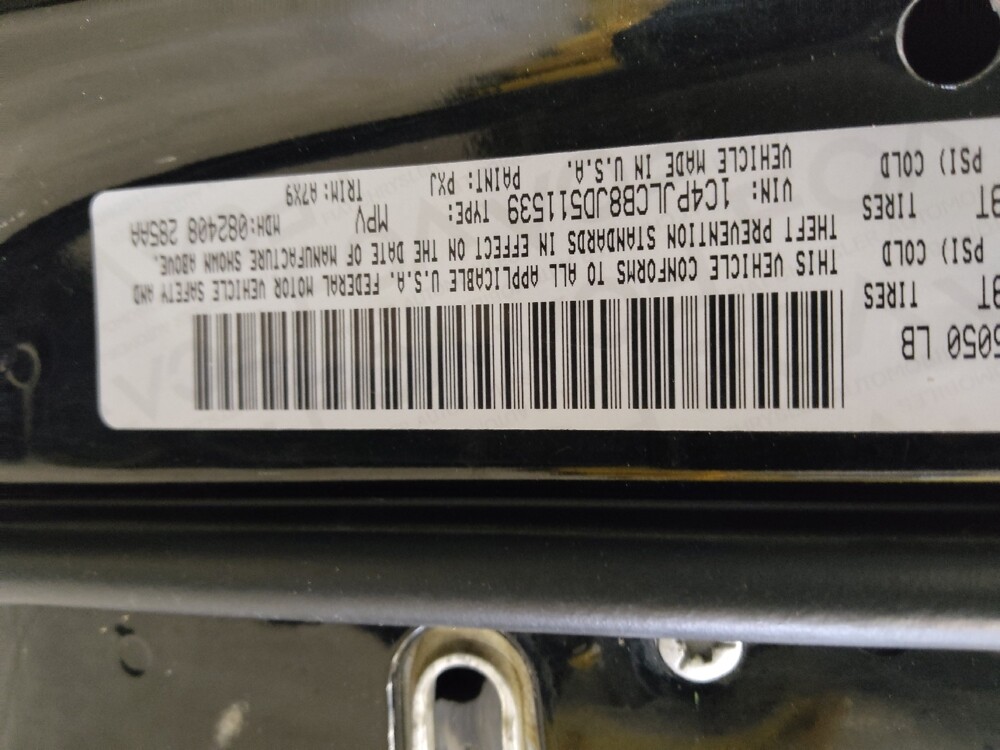 050 LB
TIRES
PSI) COLD
TIRES
PSI) COLD
THIS VEHICLE CONFORMS TO ALL APPLICABLE U.S.A. FEDERAL MOTOR VEHICLE SAFETY AND
THEFT PREVENTION STANDARDS IN EFFECT ON THE DATE OF MANUFACTURE SHOWN ABOVE.
VIN: 1C4PJLCB8JD511539 TYPE: MPV MDH:082408 285AA
VEHICLE MADE IN U.S.A. PAINT: PXJ TRIM: A7X9